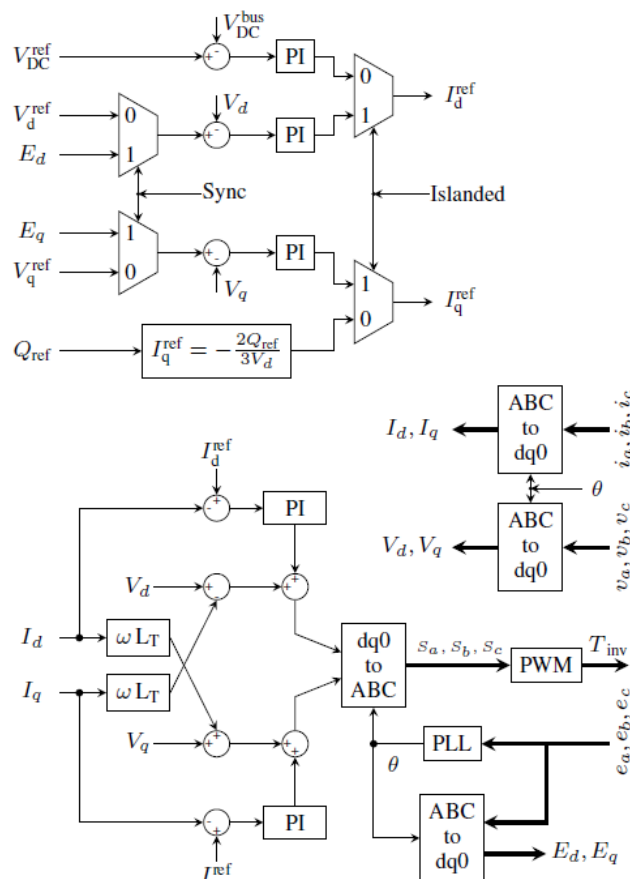 V_DC^bus
V_DC^ref + - PI 0 I_d^ref
V_d^ref 0 V_d + - PI 1
E_d 1
Sync Islanded
E_q 1 + - PI 1 I_q^ref
V_q^ref 0 V_q 0
Q_ref I_q^ref = - 2Q_ref / 3V_d
I_d, I_q ABC to dq0 i_a, i_b, i_c
θ
V_d, V_q ABC to dq0 v_a, v_b, v_c
I_d^ref
- + PI
V_d + - + +
I_d ω L_T
I_q ω L_T
dq0 to ABC s_a, s_b, s_c PWM T_inv
V_q + + + +
θ PLL e_a, e_b, e_c
- + PI
ABC to dq0 E_d, E_q